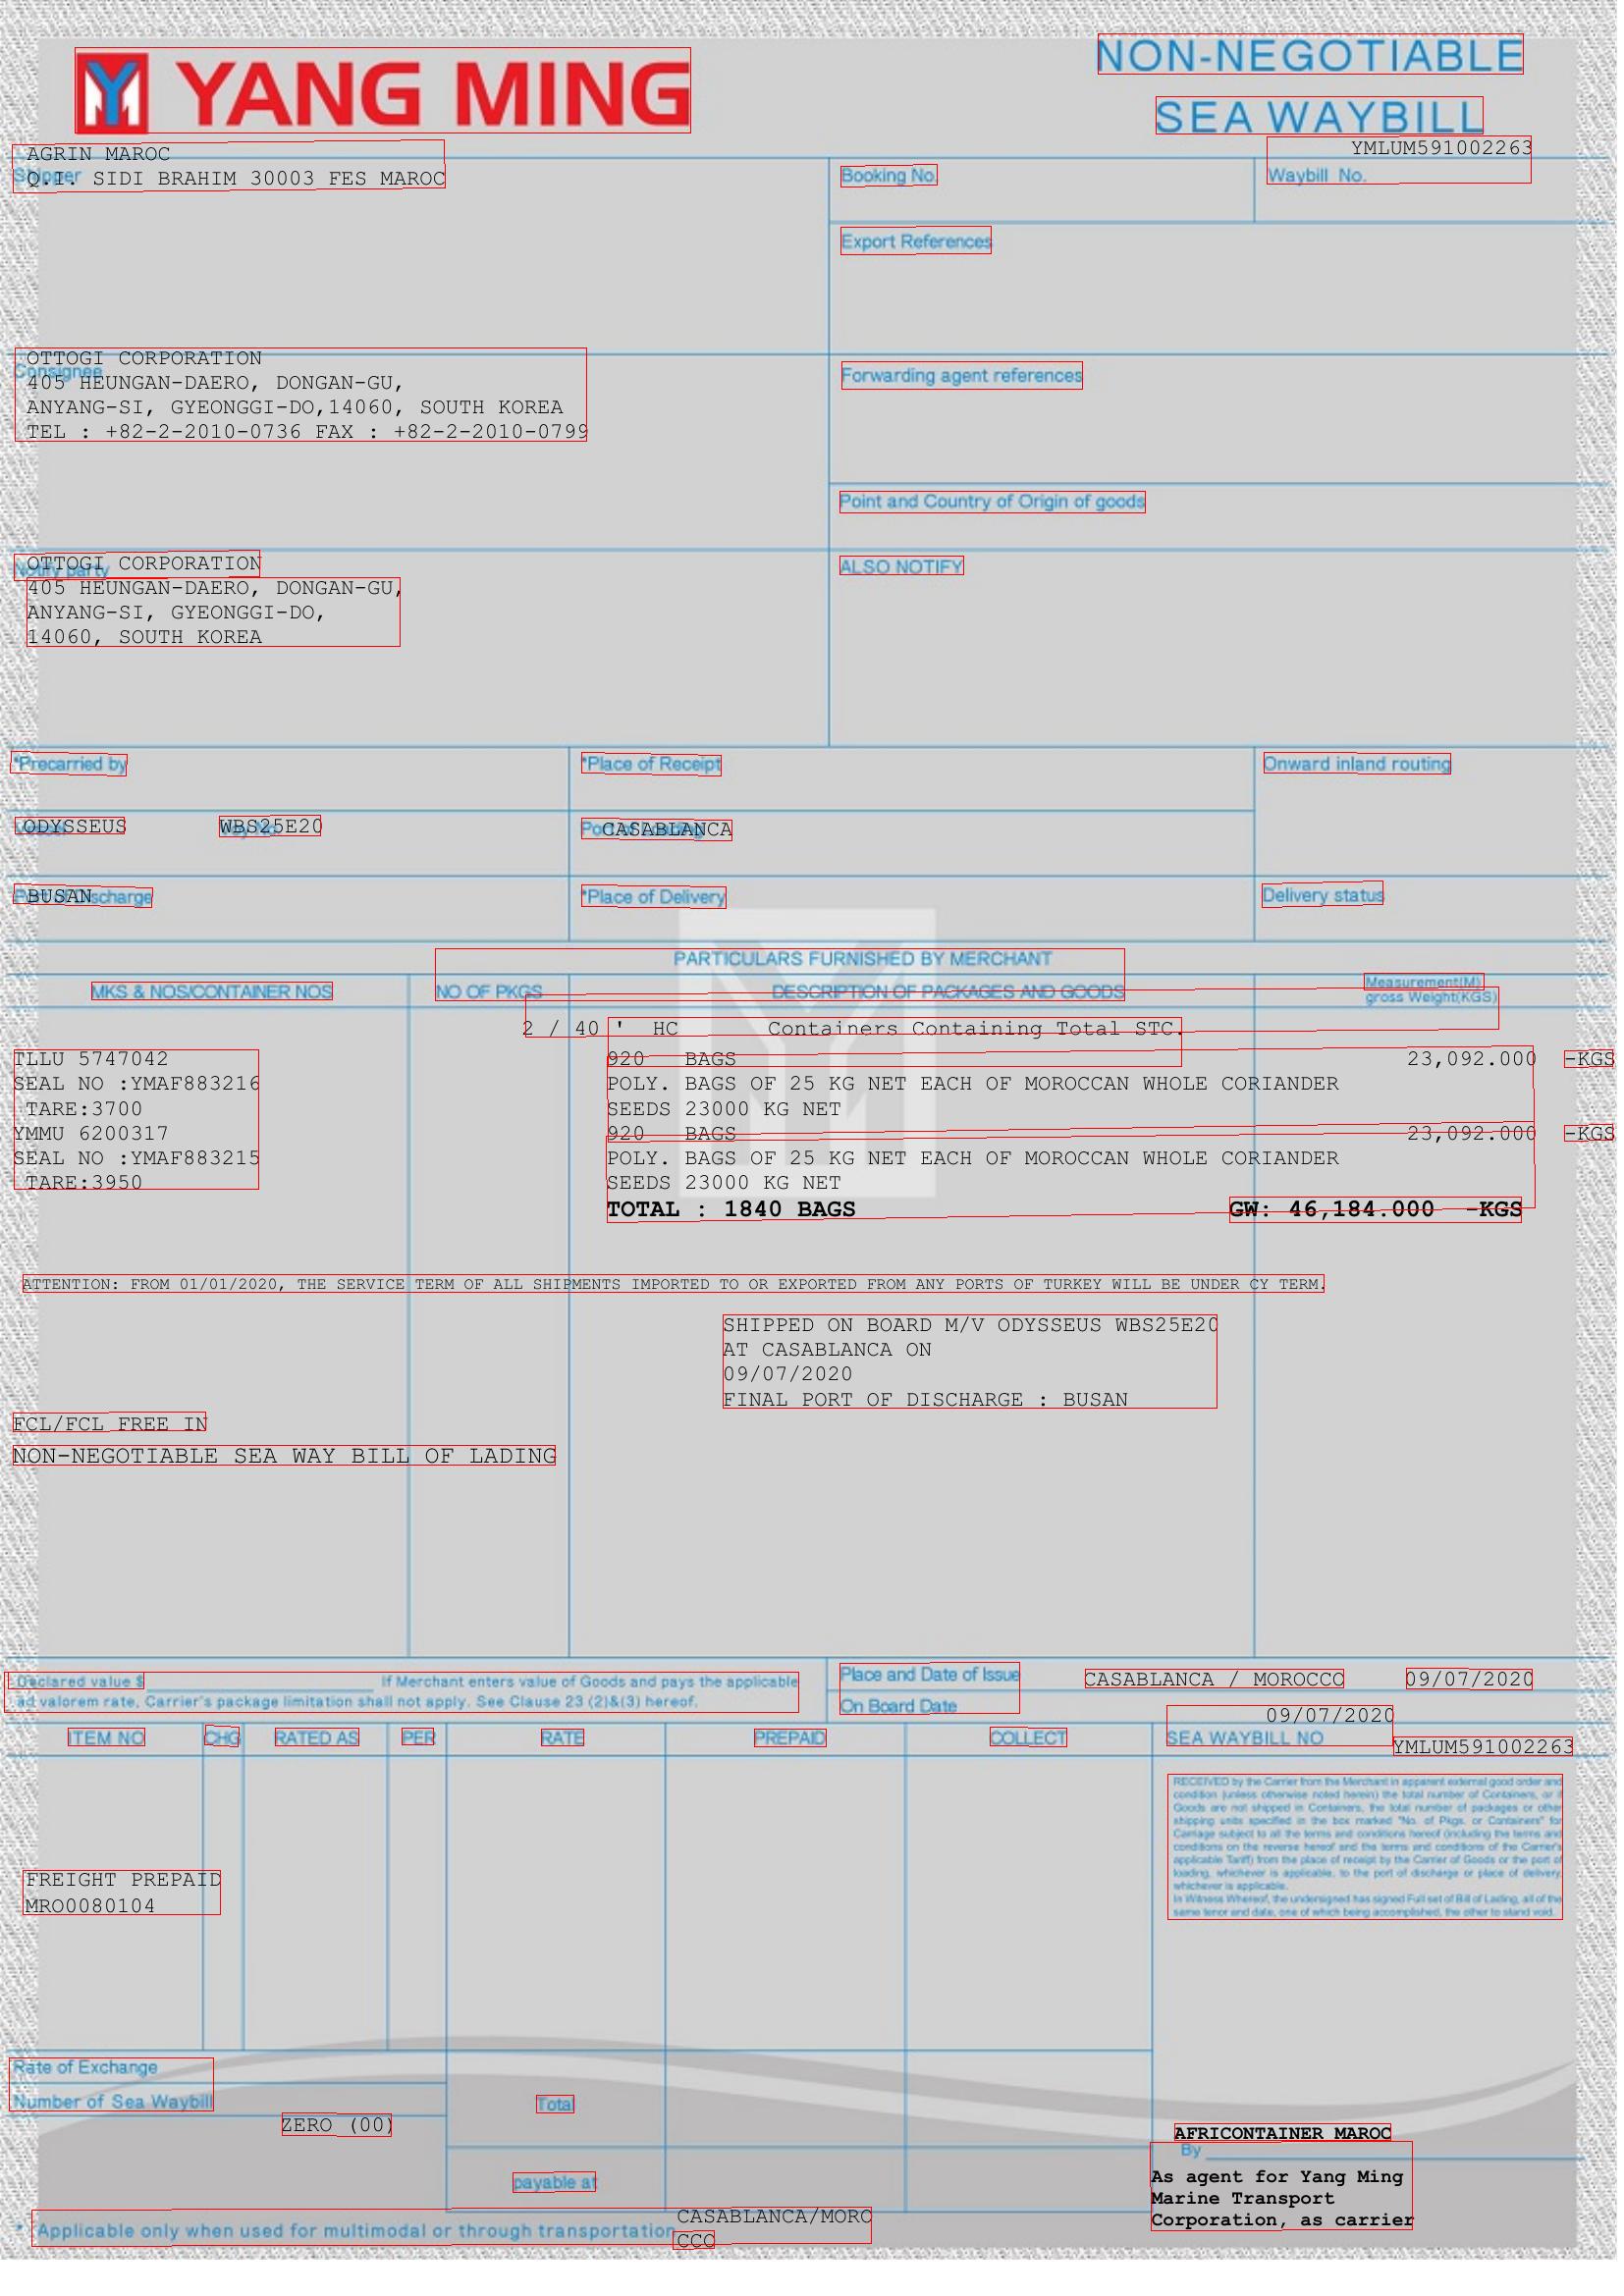 YANG MING
NON-NEGOTIABLE
SEA WAYBILL
AGRIN MAROC
Shipper
Q.I. SIDI BRAHIM 30003 FES MAROC
Booking No.
YMLUM591002263
Waybill No.
Export References
OTTOGI CORPORATION
Consignee
405 HEUNGAN-DAERO, DONGAN-GU,
ANYANG-SI, GYEONGGI-DO,14060, SOUTH KOREA
TEL : +82-2-2010-0736 FAX : +82-2-2010-0799
Forwarding agent references
Point and Country of Origin of goods
OTTOGI CORPORATION
Notify party
405 HEUNGAN-DAERO, DONGAN-GU,
ANYANG-SI, GYEONGGI-DO,
14060, SOUTH KOREA
ALSO NOTIFY
*Precarried by
*Place of Receipt
Onward inland routing
ODYSSEUS WBS25E20
Port of Loading
CASABLANCA
BUSAN
Port of Discharge
*Place of Delivery
Delivery status
PARTICULARS FURNISHED BY MERCHANT
MKS & NOS/CONTAINER NOS
NO OF PKGS
DESCRIPTION OF PACKAGES AND GOODS
Measurement(M)
gross Weight(KGS)
2 / 40 ' HC Containers Containing Total STC.
TLLU 5747042
SEAL NO :YMAF883216
TARE:3700
YMMU 6200317
SEAL NO :YMAF883215
TARE:3950
920 BAGS 23,092.000 -KGS
POLY. BAGS OF 25 KG NET EACH OF MOROCCAN WHOLE CORIANDER
SEEDS 23000 KG NET
920 BAGS 23,092.000 -KGS
POLY. BAGS OF 25 KG NET EACH OF MOROCCAN WHOLE CORIANDER
SEEDS 23000 KG NET
TOTAL : 1840 BAGS GW: 46,184.000 -KGS
ATTENTION: FROM 01/01/2020, THE SERVICE TERM OF ALL SHIPMENTS IMPORTED TO OR EXPORTED FROM ANY PORTS OF TURKEY WILL BE UNDER CY TERM.
SHIPPED ON BOARD M/V ODYSSEUS WBS25E20
AT CASABLANCA ON
09/07/2020
FINAL PORT OF DISCHARGE : BUSAN
FCL/FCL FREE IN
NON-NEGOTIABLE SEA WAY BILL OF LADING
Declared value $ If Merchant enters value of Goods and pays the applicable
ad valorem rate, Carrier's package limitation shall not apply. See Clause 23 (2)&(3) hereof.
Place and Date of Issue
CASABLANCA / MOROCCO 09/07/2020
On Board Date
09/07/2020
ITEM NO
CHG
RATED AS
PER
RATE
PREPAID
COLLECT
SEA WAYBILL NO
YMLUM591002263
RECEIVED by the Carrier from the Merchant in apparent external good order and
condition (unless otherwise noted herein) the total number of Containers, or if
Goods are not shipped in Containers, the total number of packages or other
shipping units specified in the box marked "No. of Pkgs. or Containers" for
Carriage subject to all the terms and conditions hereof (including the terms and
conditions on the reverse hereof and the terms and conditions of the Carrier's
applicable Tariff) from the place of receipt by the Carrier of Goods or the port of
loading, whichever is applicable, to the port of discharge or place of delivery,
whichever is applicable.
In Witness Whereof, the undersigned has signed Full set of Bill of Lading, all of the
same tenor and date, one of which being accomplished, the other to stand void.
FREIGHT PREPAID
MRO0080104
Rate of Exchange
Number of Sea Waybill
ZERO (00)
Total
payable at
AFRICONTAINER MAROC
By
As agent for Yang Ming
Marine Transport
Corporation, as carrier
CASABLANCA/MORO
CCO
* Applicable only when used for multimodal or through transportation